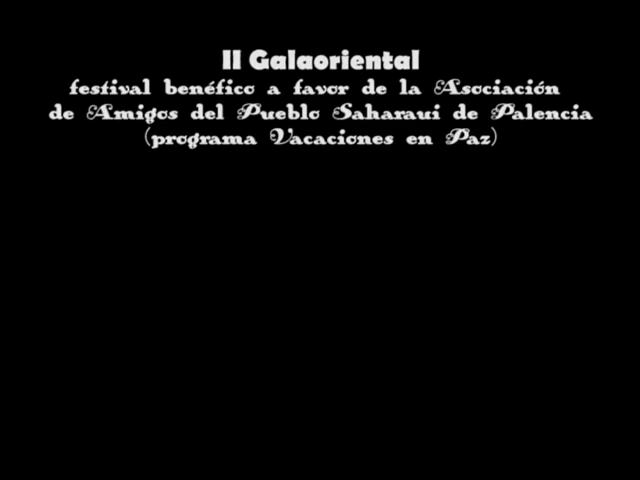 II Galaoriental
festival benéfico a favor de la Asociación
de Amigos del Pueblo Saharaui de Palencia
(programa Vacaciones en Paz)